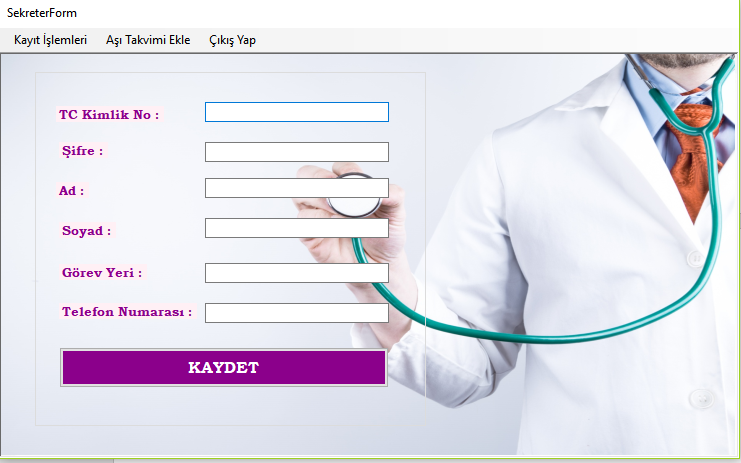 SekreterForm
Kayıt İşlemleri Aşı Takvimi Ekle Çıkış Yap
TC Kimlik No :
Şifre :
Ad :
Soyad :
Görev Yeri :
Telefon Numarası :
KAYDET